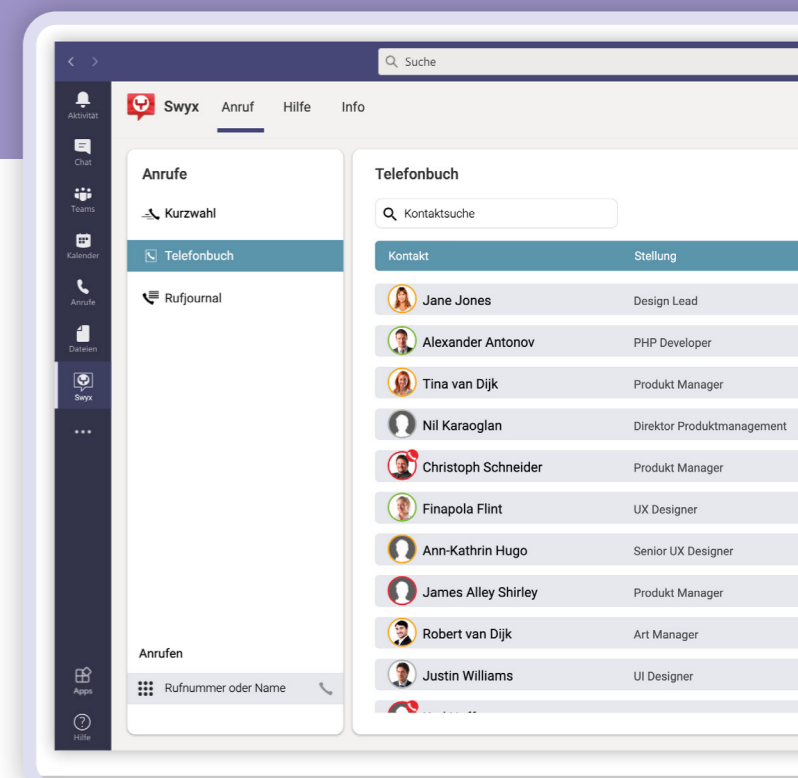 Suche
Aktivität
Chat
Teams
Kalender
Anrufe
Dateien
Swyx
Apps
Hilfe
Swyx Anruf Hilfe Info
Anrufe
Kurzwahl
Telefonbuch
Rufjournal
Anrufen
Rufnummer oder Name
Telefonbuch
Kontaktsuche
Kontakt Stellung
Jane Jones Design Lead
Alexander Antonov PHP Developer
Tina van Dijk Produkt Manager
Nil Karaoglan Direktor Produktmanagement
Christoph Schneider Produkt Manager
Finapola Flint UX Designer
Ann-Kathrin Hugo Senior UX Designer
James Alley Shirley Produkt Manager
Robert van Dijk Art Manager
Justin Williams UI Designer